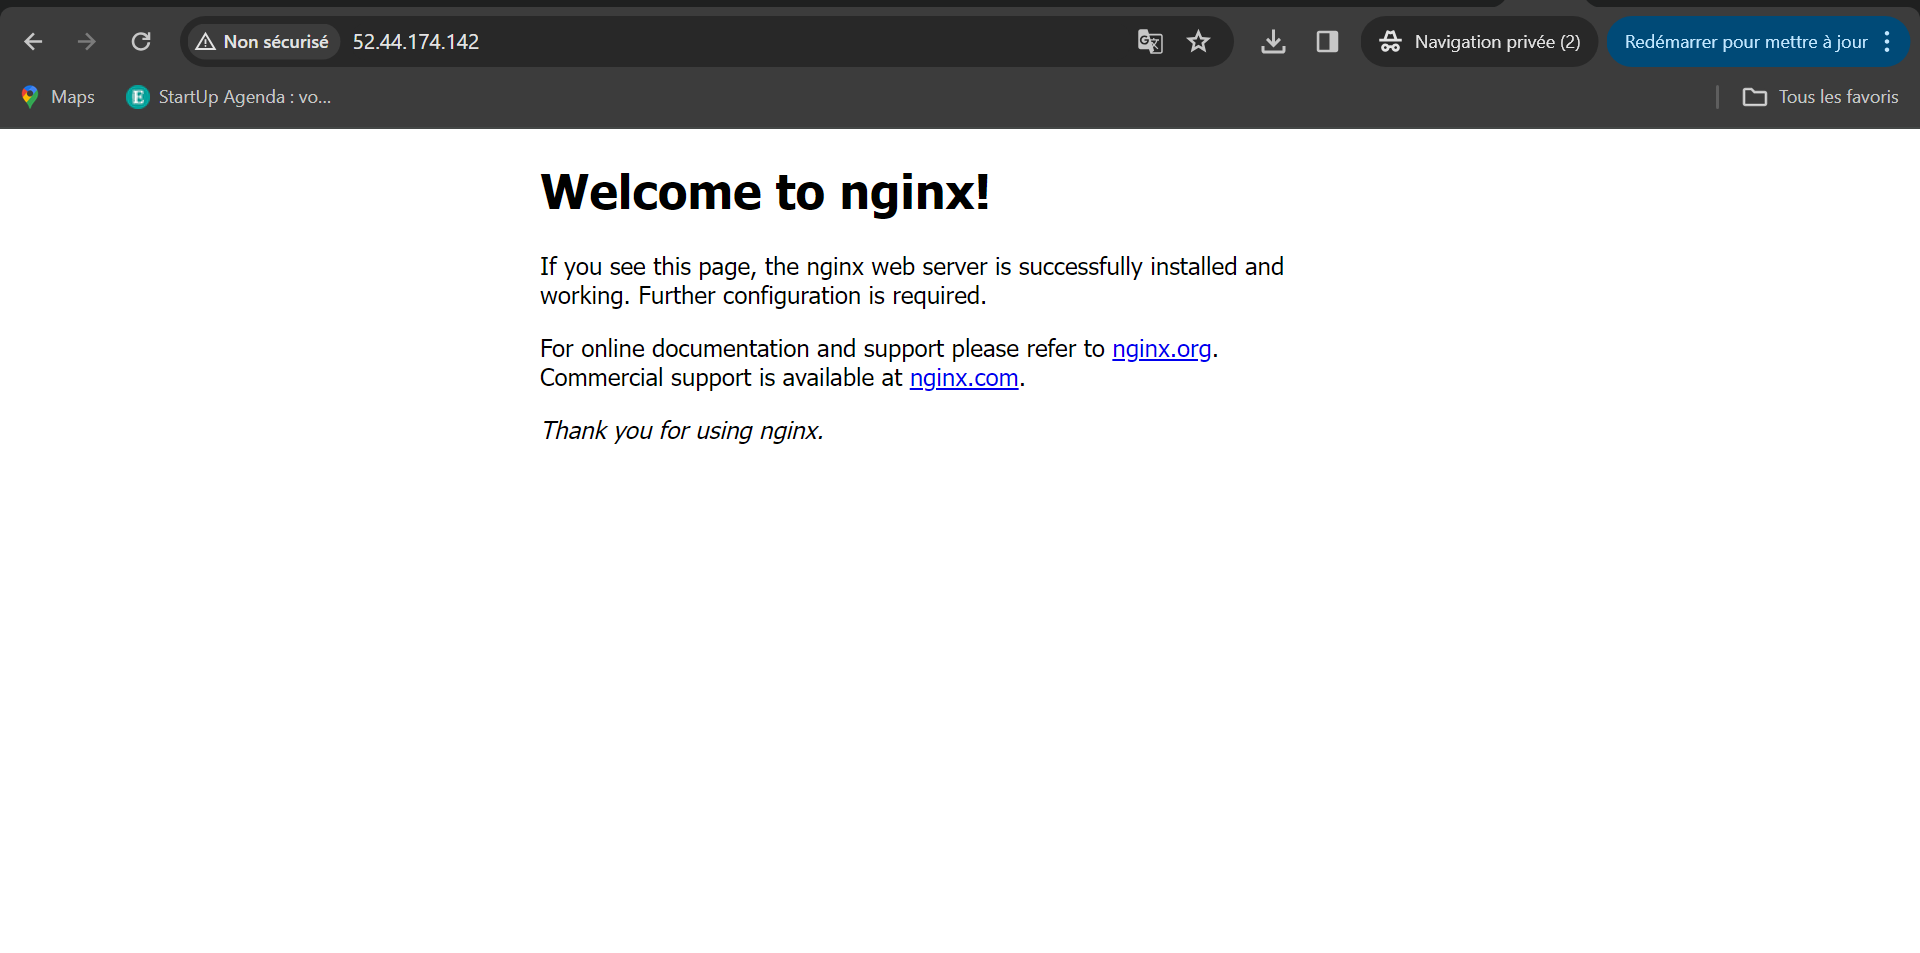 Non sécurisé 52.44.174.142 Navigation privée (2) Redémarrer pour mettre à jour
Maps StartUp Agenda : vo... Tous les favoris
Welcome to nginx!
If you see this page, the nginx web server is successfully installed and
working. Further configuration is required.
For online documentation and support please refer to nginx.org.
Commercial support is available at nginx.com.
Thank you for using nginx.